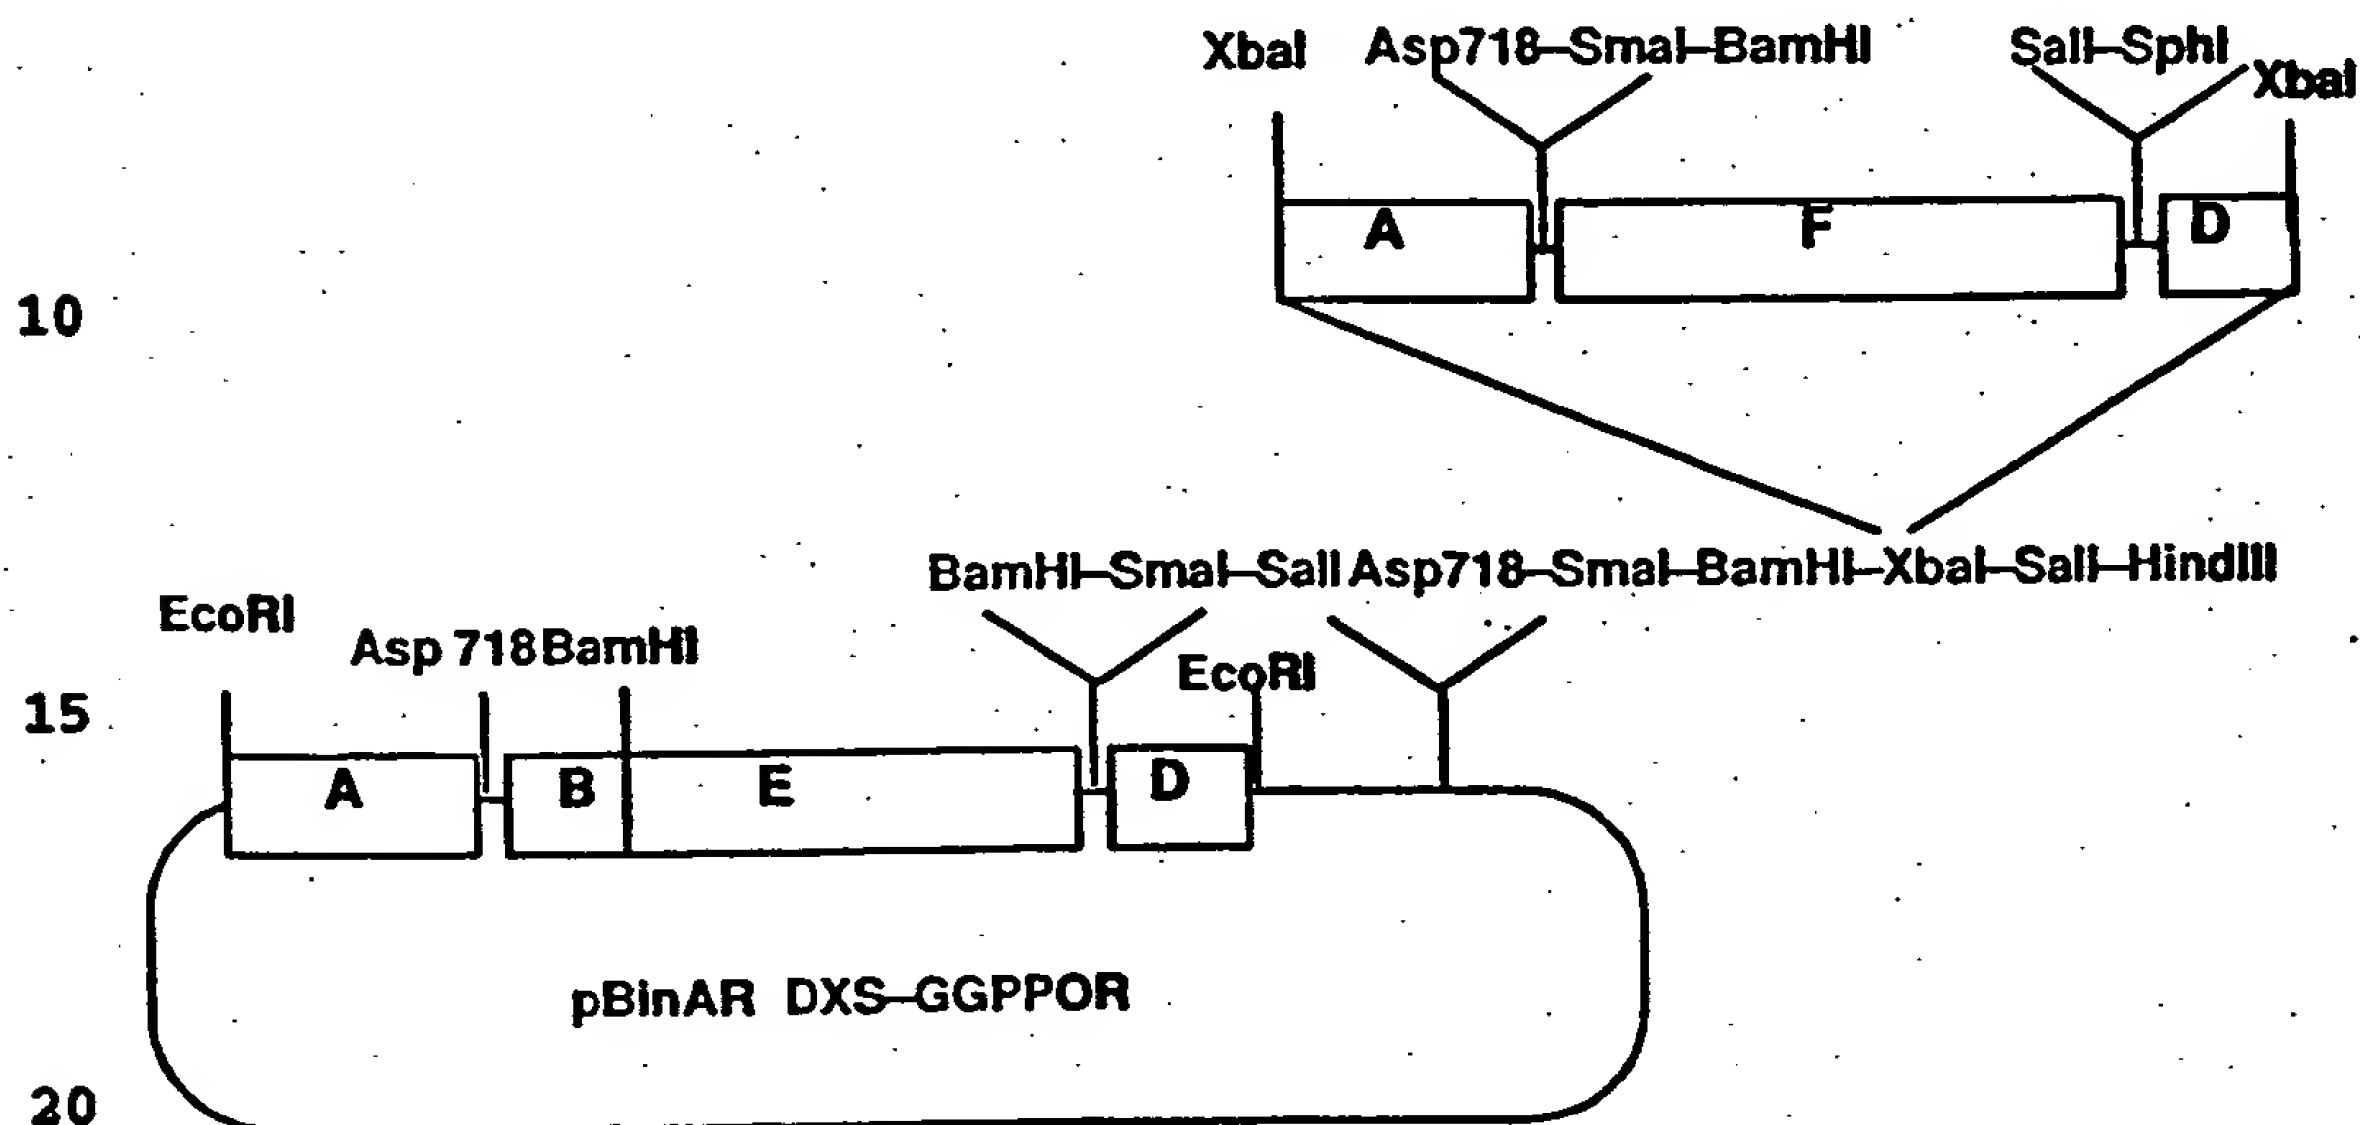 XbaI Asp718–SmaI–BamHI SalI–SphI XbaI
A F D
10
BamHI–SmaI–SalI Asp718–SmaI–BamHI–XbaI–SalI–HindIII
EcoRI
Asp 718 BamHI
EcoRI
15
A B E D
pBinAR DXS–GGPPOR
20